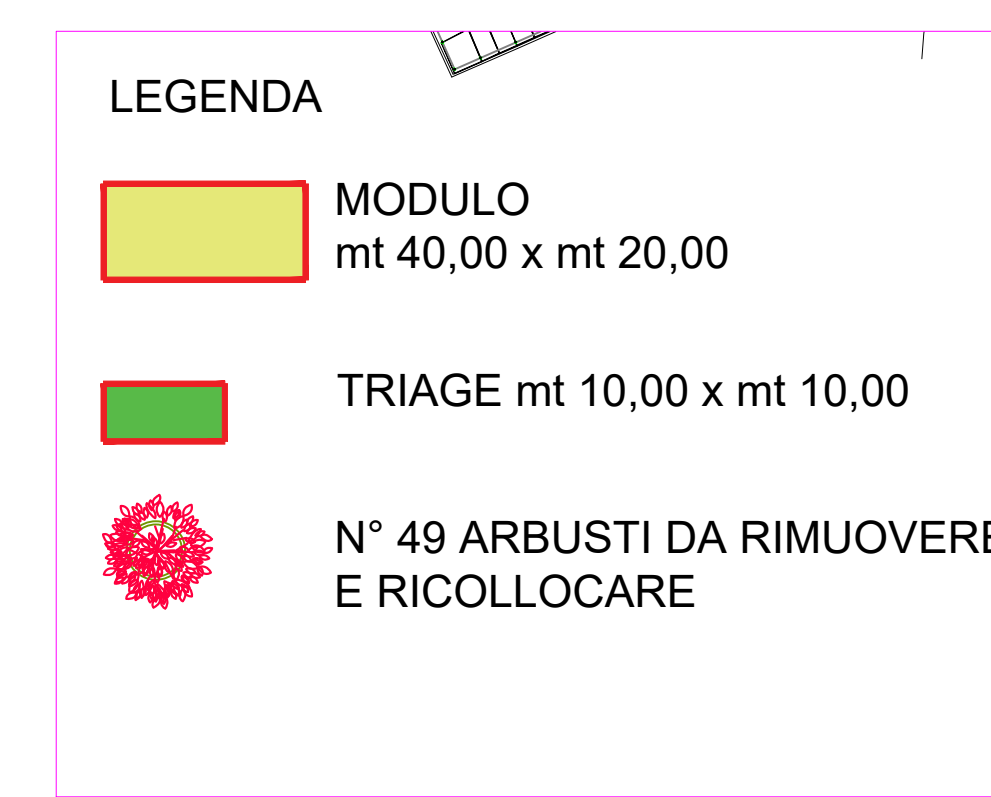 LEGENDA
MODULO
mt 40,00 x mt 20,00
TRIAGE mt 10,00 x mt 10,00
N° 49 ARBUSTI DA RIMUOVERE
E RICOLLOCARE